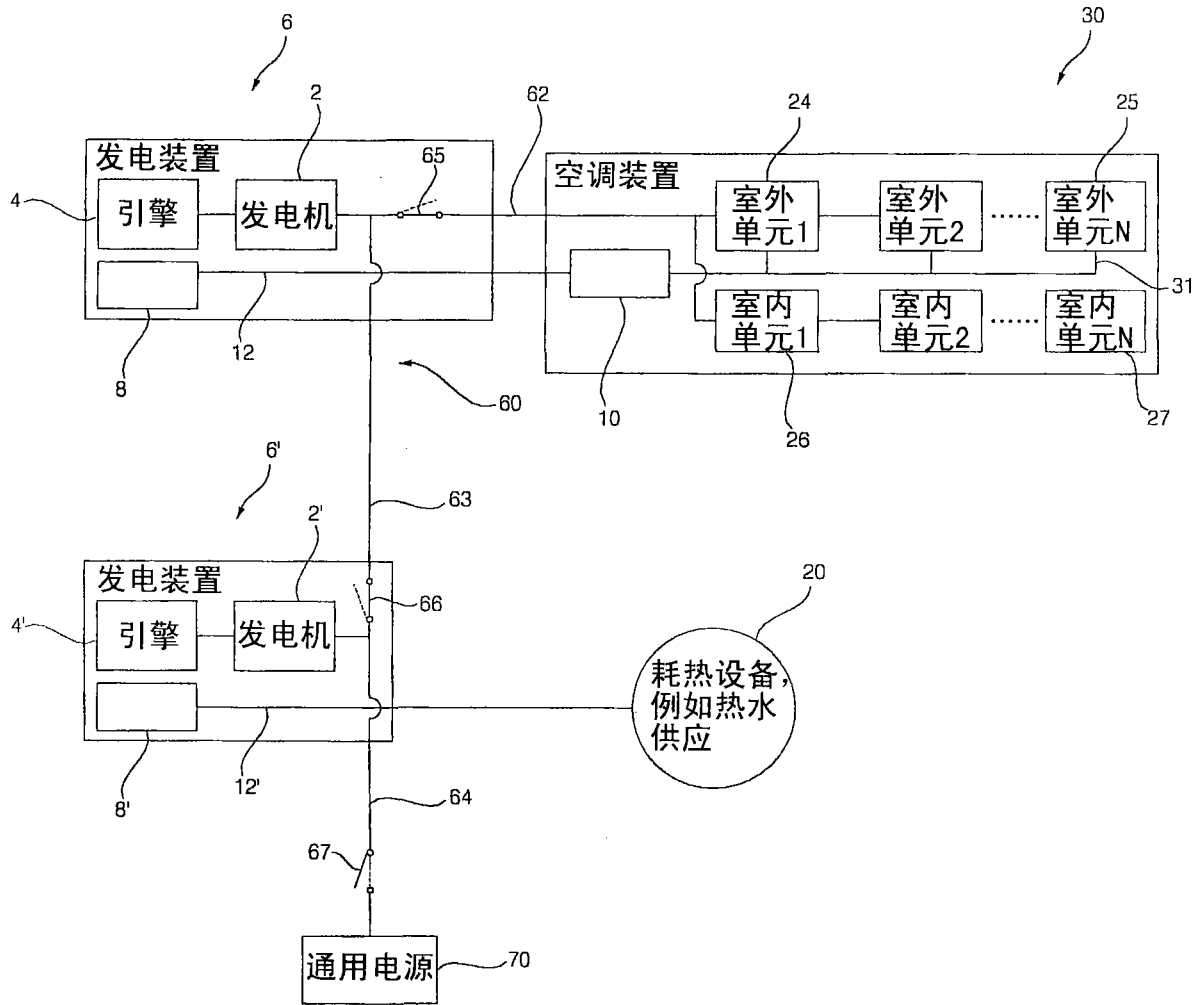 6
30
2
62
24
25
发电装置
65
空调装置
4
引擎
发电机
室外
单元1
室外
单元2
……
室外
单元N
31
室内
单元1
室内
单元2
……
室内
单元N
8
12
60
10
26
27
6'
63
2'
发电装置
66
20
4'
引擎
发电机
耗热设备,
例如热水
供应
8'
12'
64
67
通用电源
70